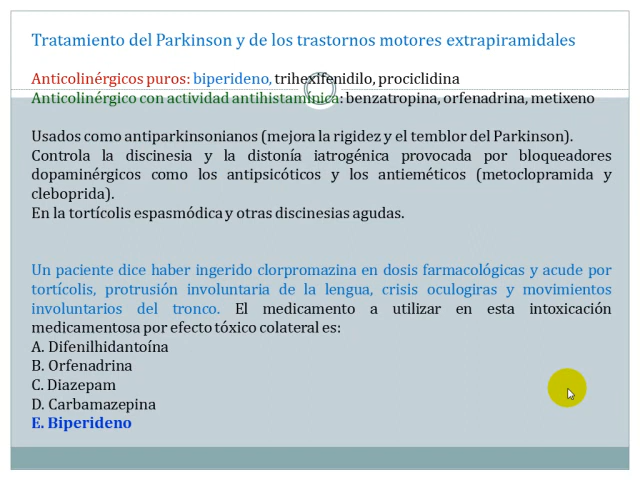 Tratamiento del Parkinson y de los trastornos motores extrapiramidales
Anticolinérgicos puros: biperideno, trihexifenidilo, prociclidina
Anticolinérgico con actividad antihistamínica: benzatropina, orfenadrina, metixeno
Usados como antiparkinsonianos (mejora la rigidez y el temblor del Parkinson).
Controla la discinesia y la distonía iatrogénica provocada por bloqueadores
dopaminérgicos como los antipsicóticos y los antieméticos (metoclopramida y
cleboprida).
En la tortícolis espasmódica y otras discinesias agudas.
Un paciente dice haber ingerido clorpromazina en dosis farmacológicas y acude por
tortícolis, protrusión involuntaria de la lengua, crisis oculogiras y movimientos
involuntarios del tronco. El medicamento a utilizar en esta intoxicación
medicamentosa por efecto tóxico colateral es:
A. Difenilhidantoína
B. Orfenadrina
C. Diazepam
D. Carbamazepina
E. Biperideno